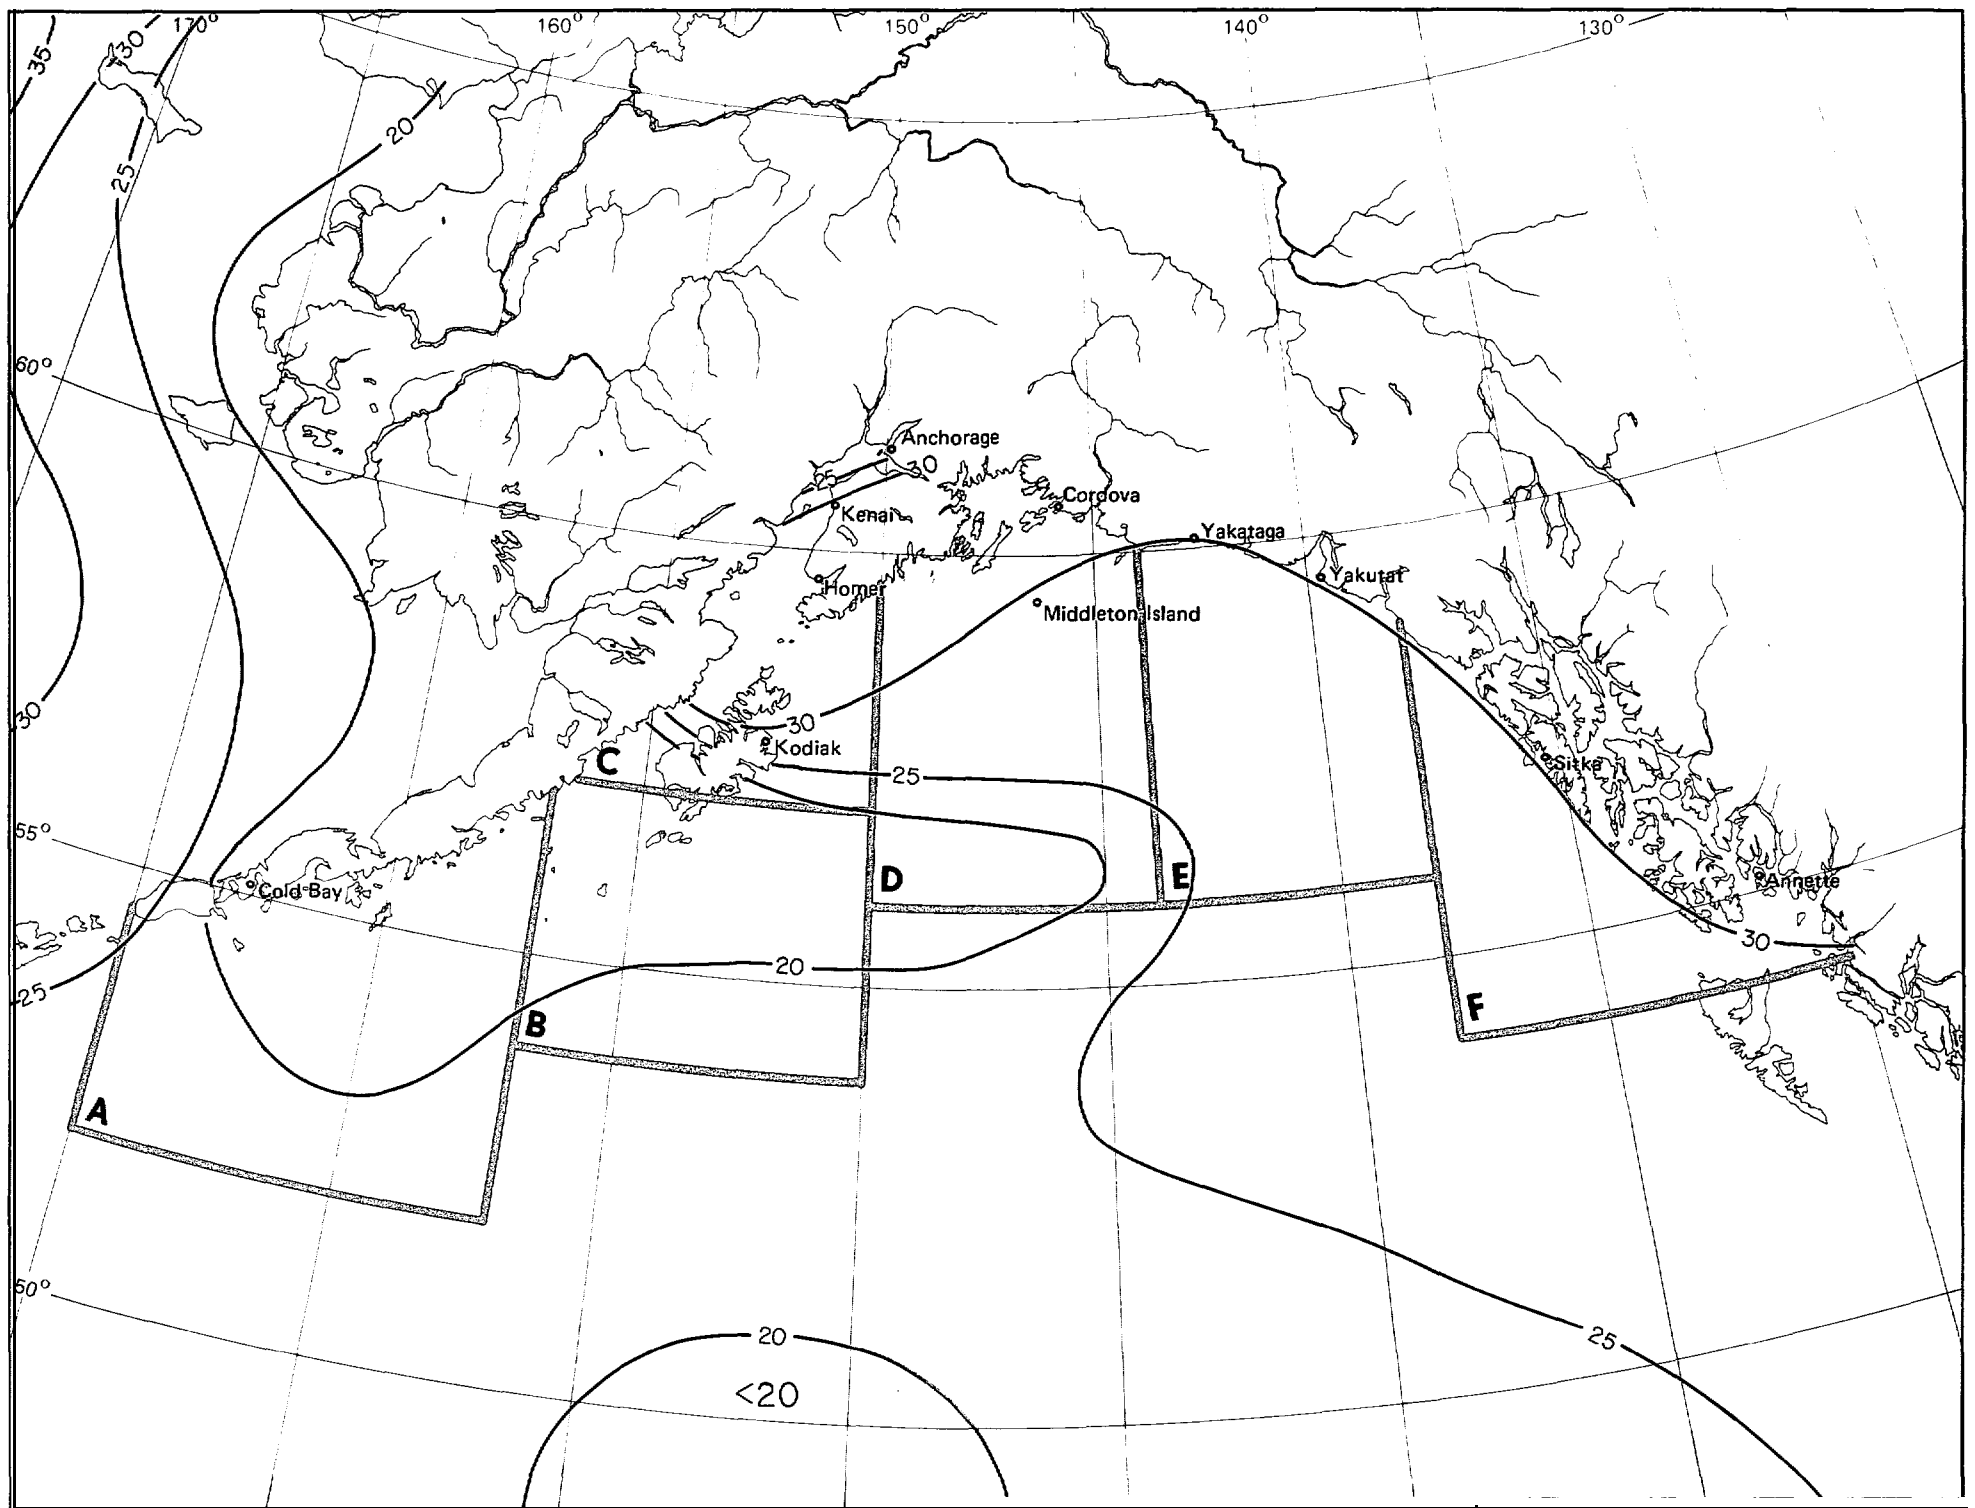 170° 160° 150° 140° 130°
35
30
20
25
60°
Anchorage
30
25
Cordova
Kenai
Yakataga
Homer
Yakutat
Middleton Island
30
30
Kodiak
C
Sitka
25
55°
D
E
Cold Bay
Annette
30
20
25
F
B
A
50°
20
25
<20